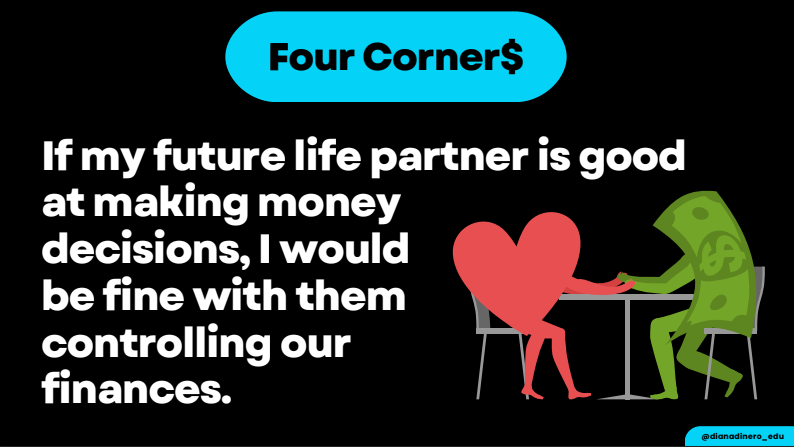 Four Corner$
If my future life partner is good
at making money
decisions, I would
be fine with them
controlling our
finances.
$
@dianadinero_edu